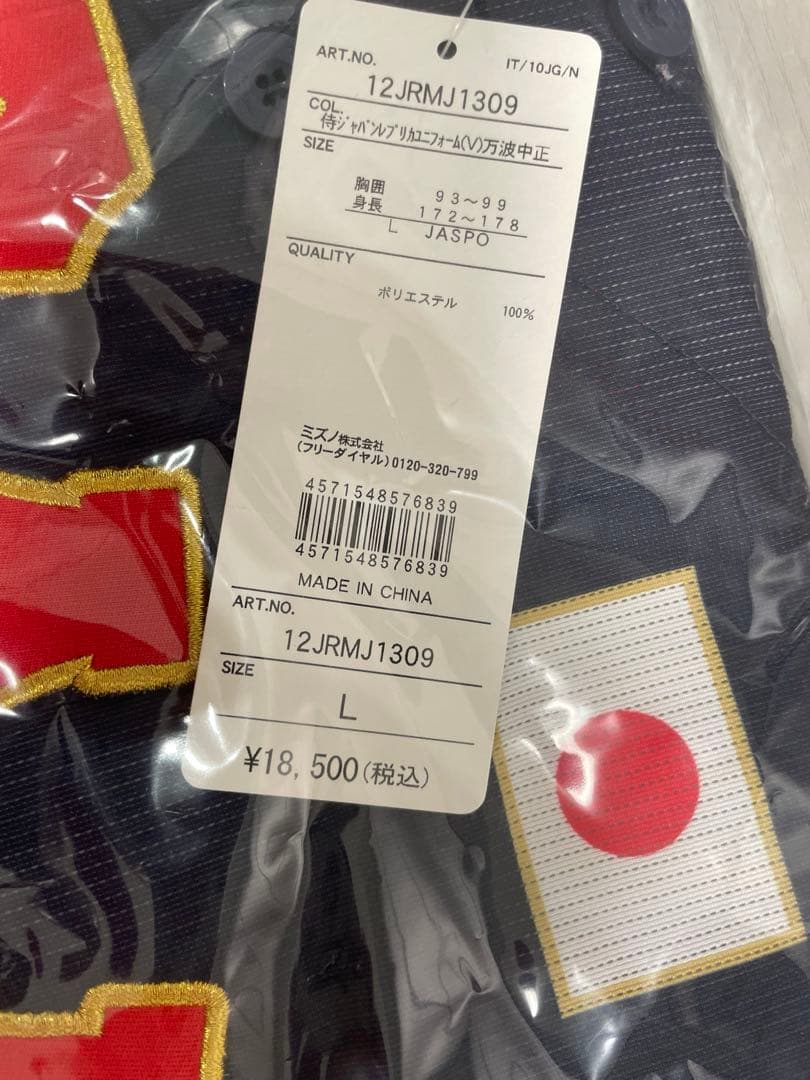 ART.NO.
IT/10JG/N
12JRMJ1309
COL.
侍ｼﾞｬﾊﾟﾝﾚﾌﾟﾘｶﾕﾆﾌｫｰﾑ(V)万波中正
SIZE
胸囲 93～99
身長 172～178
L JASPO
QUALITY
ポリエステル 100%
ミズノ株式会社
(フリーダイヤル)0120-320-799
4571548576839
4571548576839
MADE IN CHINA
ART.NO.
12JRMJ1309
SIZE
L
¥18,500(税込)